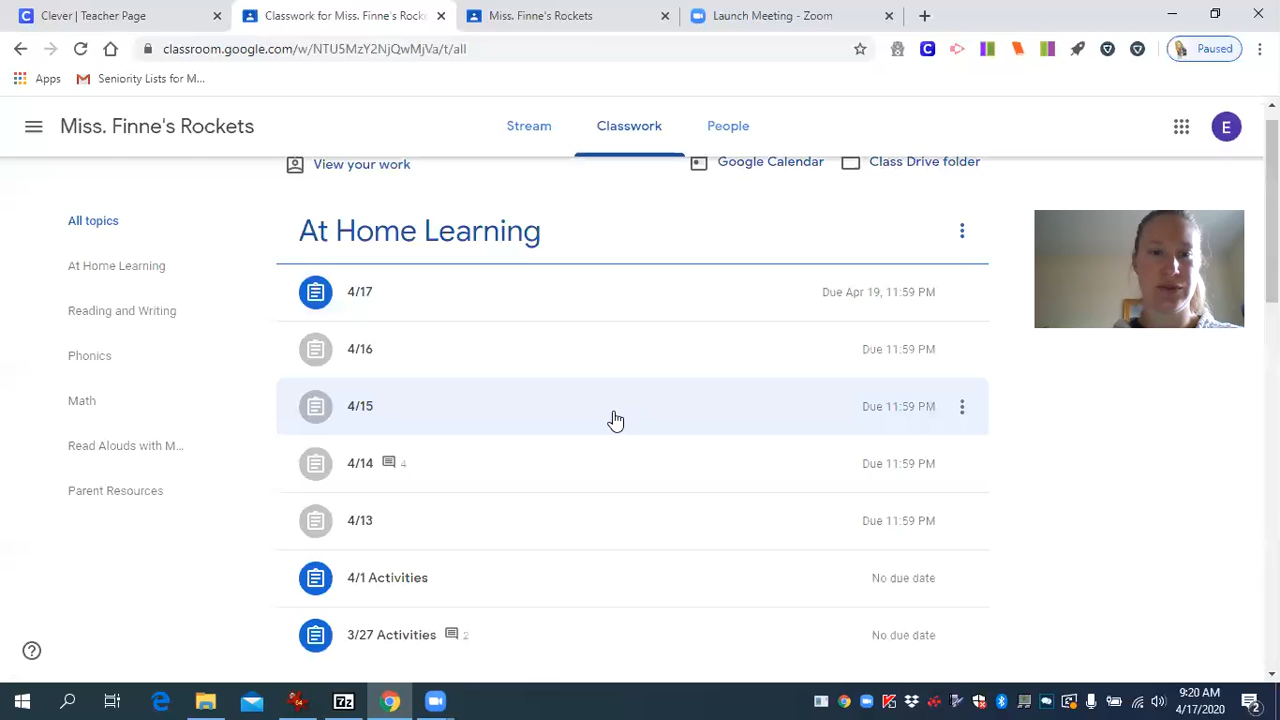 Clever | Teacher Page
Classwork for Miss. Finne's Rocke
Miss. Finne's Rockets
Launch Meeting - Zoom
classroom.google.com/w/NTU5MzY2NjQwMjVa/t/all
Paused
Apps
Seniority Lists for M...
Miss. Finne's Rockets
Stream
Classwork
People
E
View your work
Google Calendar
Class Drive folder
All topics
At Home Learning
Reading and Writing
Phonics
Math
Read Alouds with M...
Parent Resources
At Home Learning
4/17
Due Apr 19, 11:59 PM
4/16
Due 11:59 PM
4/15
Due 11:59 PM
4/14
4
Due 11:59 PM
4/13
Due 11:59 PM
4/1 Activities
No due date
3/27 Activities
2
No due date
9:20 AM
4/17/2020